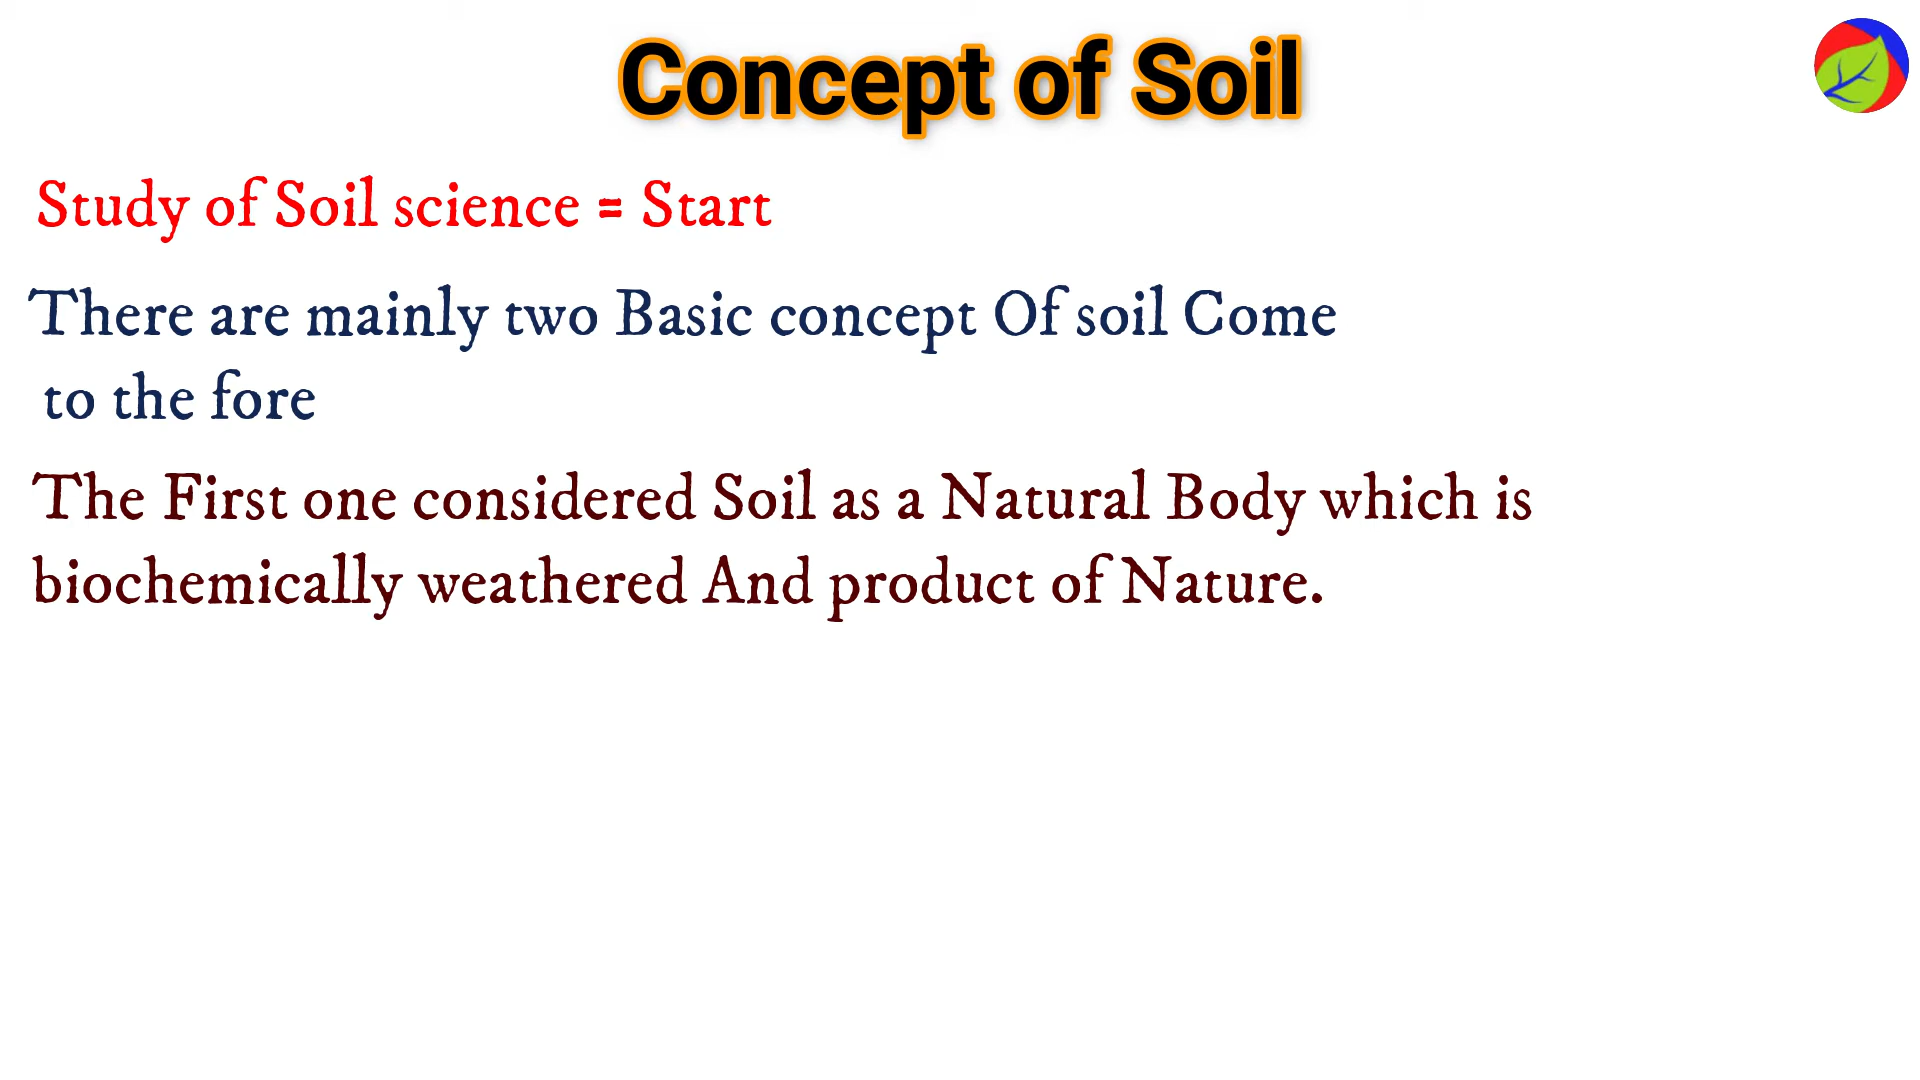 Concept of Soil
Study of Soil science = Start
There are mainly two Basic concept Of soil Come
to the fore
The First one considered Soil as a Natural Body which is
biochemically weathered And product of Nature.